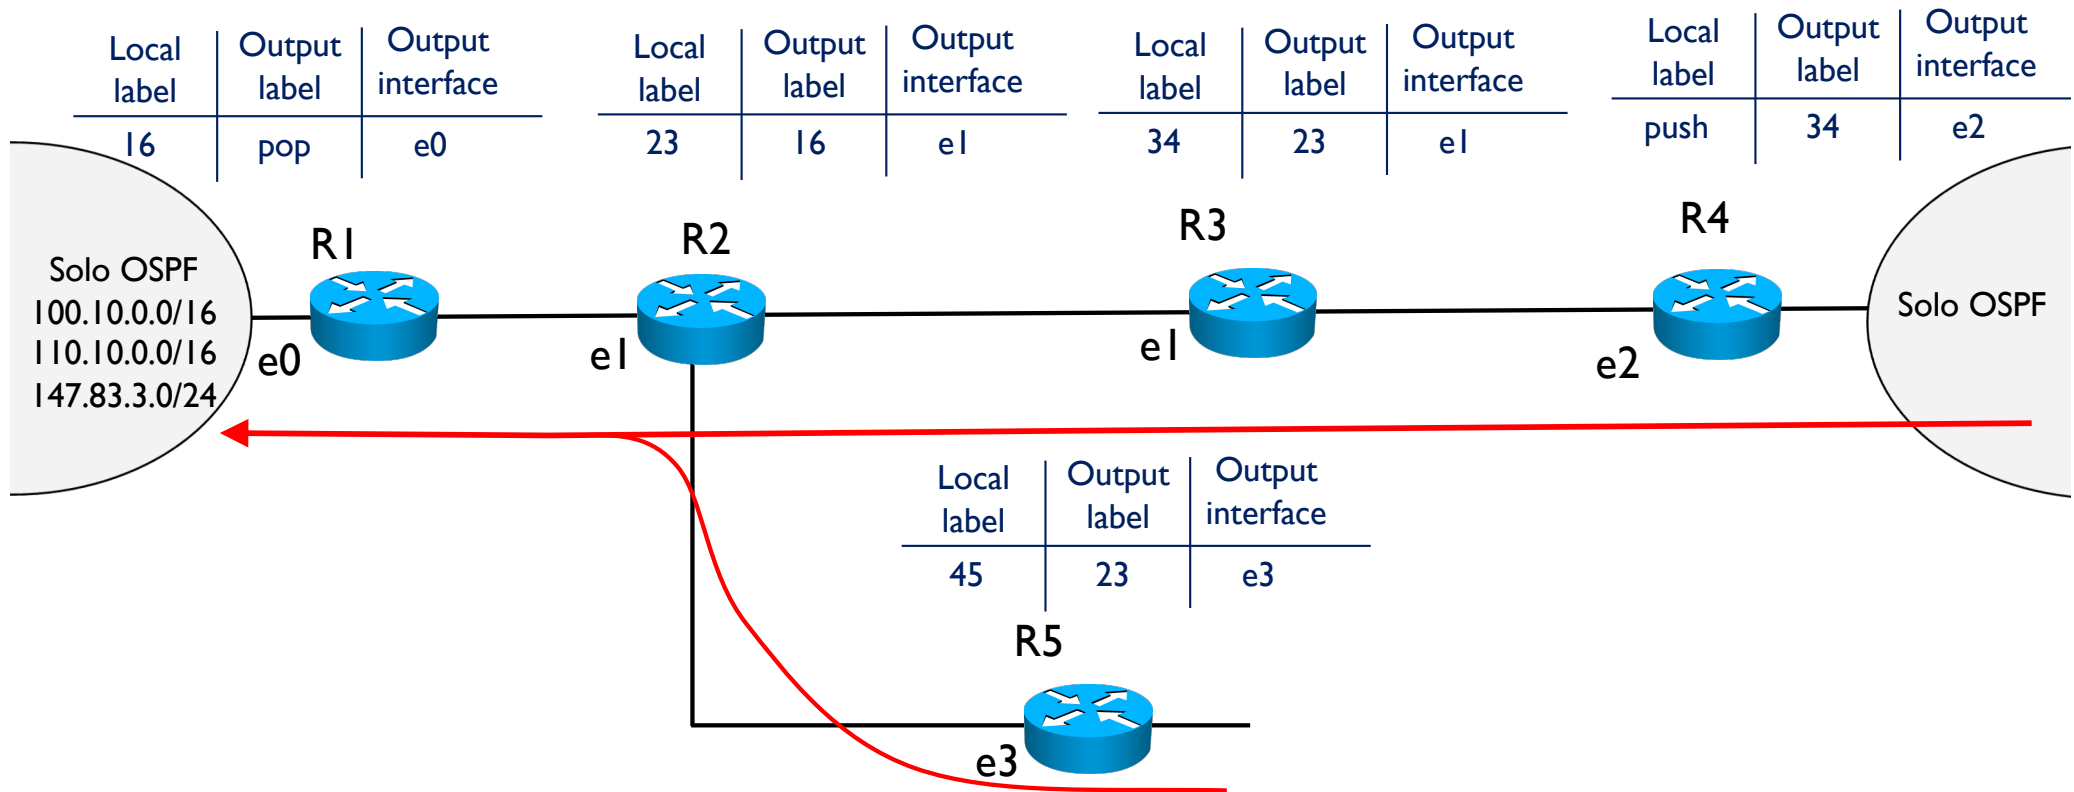 Local label | Output label | Output interface
16 | pop | e0
Local label | Output label | Output interface
23 | 16 | e1
Local label | Output label | Output interface
34 | 23 | e1
Local label | Output label | Output interface
push | 34 | e2
R1
R2
R3
R4
Solo OSPF
100.10.0.0/16
110.10.0.0/16
147.83.3.0/24
e0
e1
e1
e2
Solo OSPF
Local label | Output label | Output interface
45 | 23 | e3
R5
e3